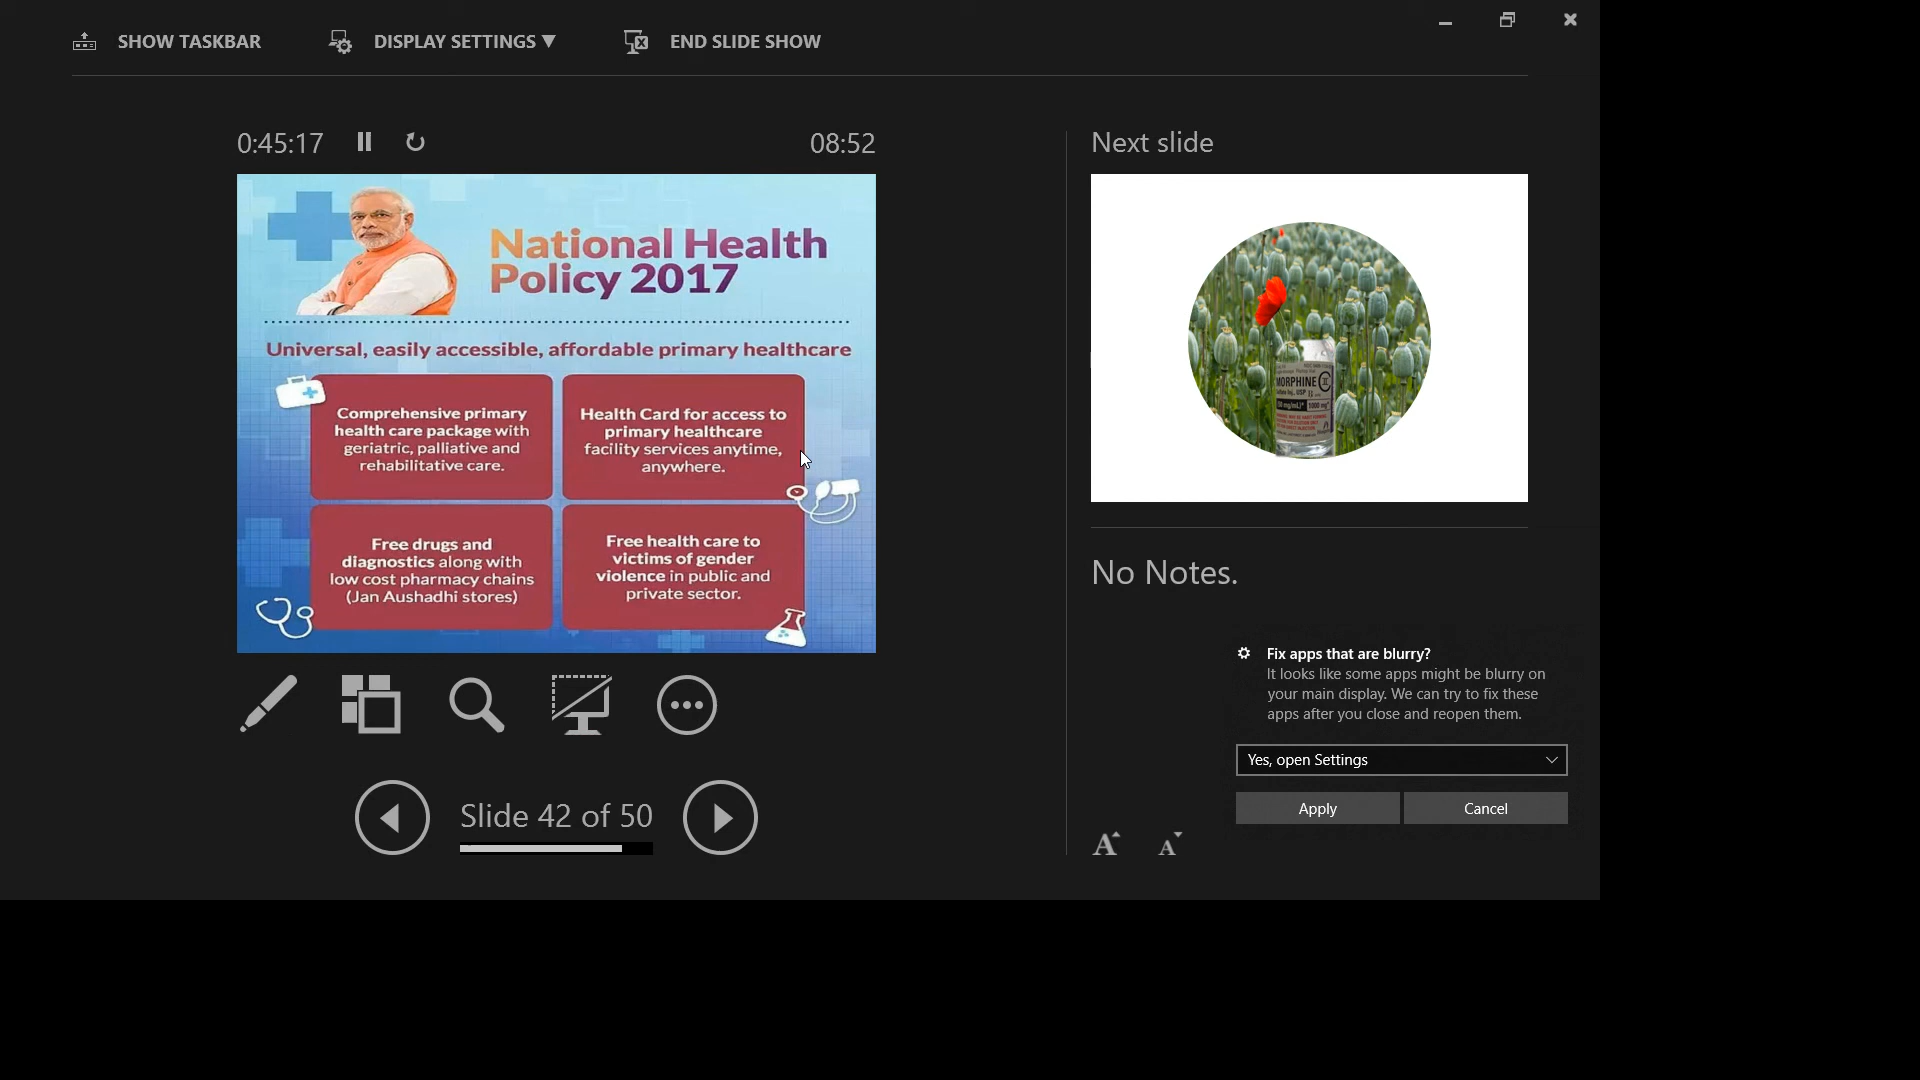 SHOW TASKBAR
DISPLAY SETTINGS ▼
END SLIDE SHOW
0:45:17
08:52
National Health
Policy 2017
Universal, easily accessible, affordable primary healthcare
Comprehensive primary
health care package with
geriatric, palliative and
rehabilitative care.
Health Card for access to
primary healthcare
facility services anytime,
anywhere.
Free drugs and
diagnostics along with
low cost pharmacy chains
(Jan Aushadhi stores)
Free health care to
victims of gender
violence in public and
private sector.
Slide 42 of 50
Next slide
MORPHINE
No Notes.
Fix apps that are blurry?
It looks like some apps might be blurry on
your main display. We can try to fix these
apps after you close and reopen them.
Yes, open Settings
Apply
Cancel
A
A